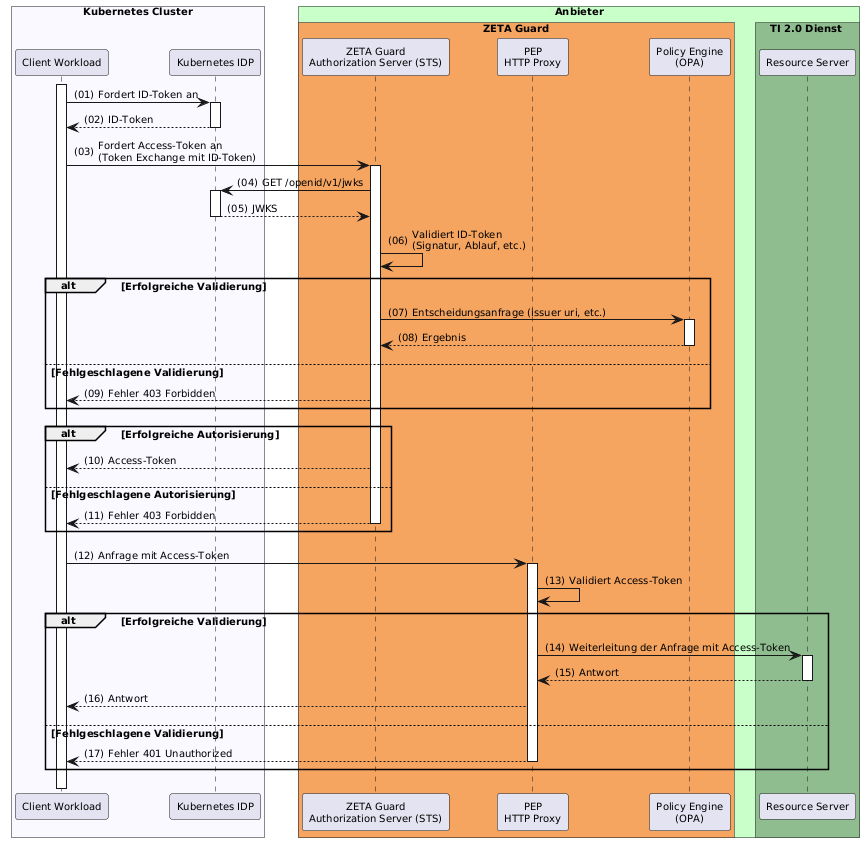 Kubernetes Cluster
Anbieter
ZETA Guard
TI 2.0 Dienst
Client Workload
Kubernetes IDP
ZETA Guard
Authorization Server (STS)
PEP
HTTP Proxy
Policy Engine
(OPA)
Resource Server
(01) Fordert ID-Token an
(02) ID-Token
(03) Fordert Access-Token an
(Token Exchange mit ID-Token)
(04) GET /openid/v1/jwks
(05) JWKS
(06) Validiert ID-Token
(Signatur, Ablauf, etc.)
alt [Erfolgreiche Validierung]
(07) Entscheidungsanfrage (issuer uri, etc.)
(08) Ergebnis
[Fehlgeschlagene Validierung]
(09) Fehler 403 Forbidden
alt [Erfolgreiche Autorisierung]
(10) Access-Token
[Fehlgeschlagene Autorisierung]
(11) Fehler 403 Forbidden
(12) Anfrage mit Access-Token
(13) Validiert Access-Token
alt [Erfolgreiche Validierung]
(14) Weiterleitung der Anfrage mit Access-Token
(15) Antwort
(16) Antwort
[Fehlgeschlagene Validierung]
(17) Fehler 401 Unauthorized
Client Workload
Kubernetes IDP
ZETA Guard
Authorization Server (STS)
PEP
HTTP Proxy
Policy Engine
(OPA)
Resource Server